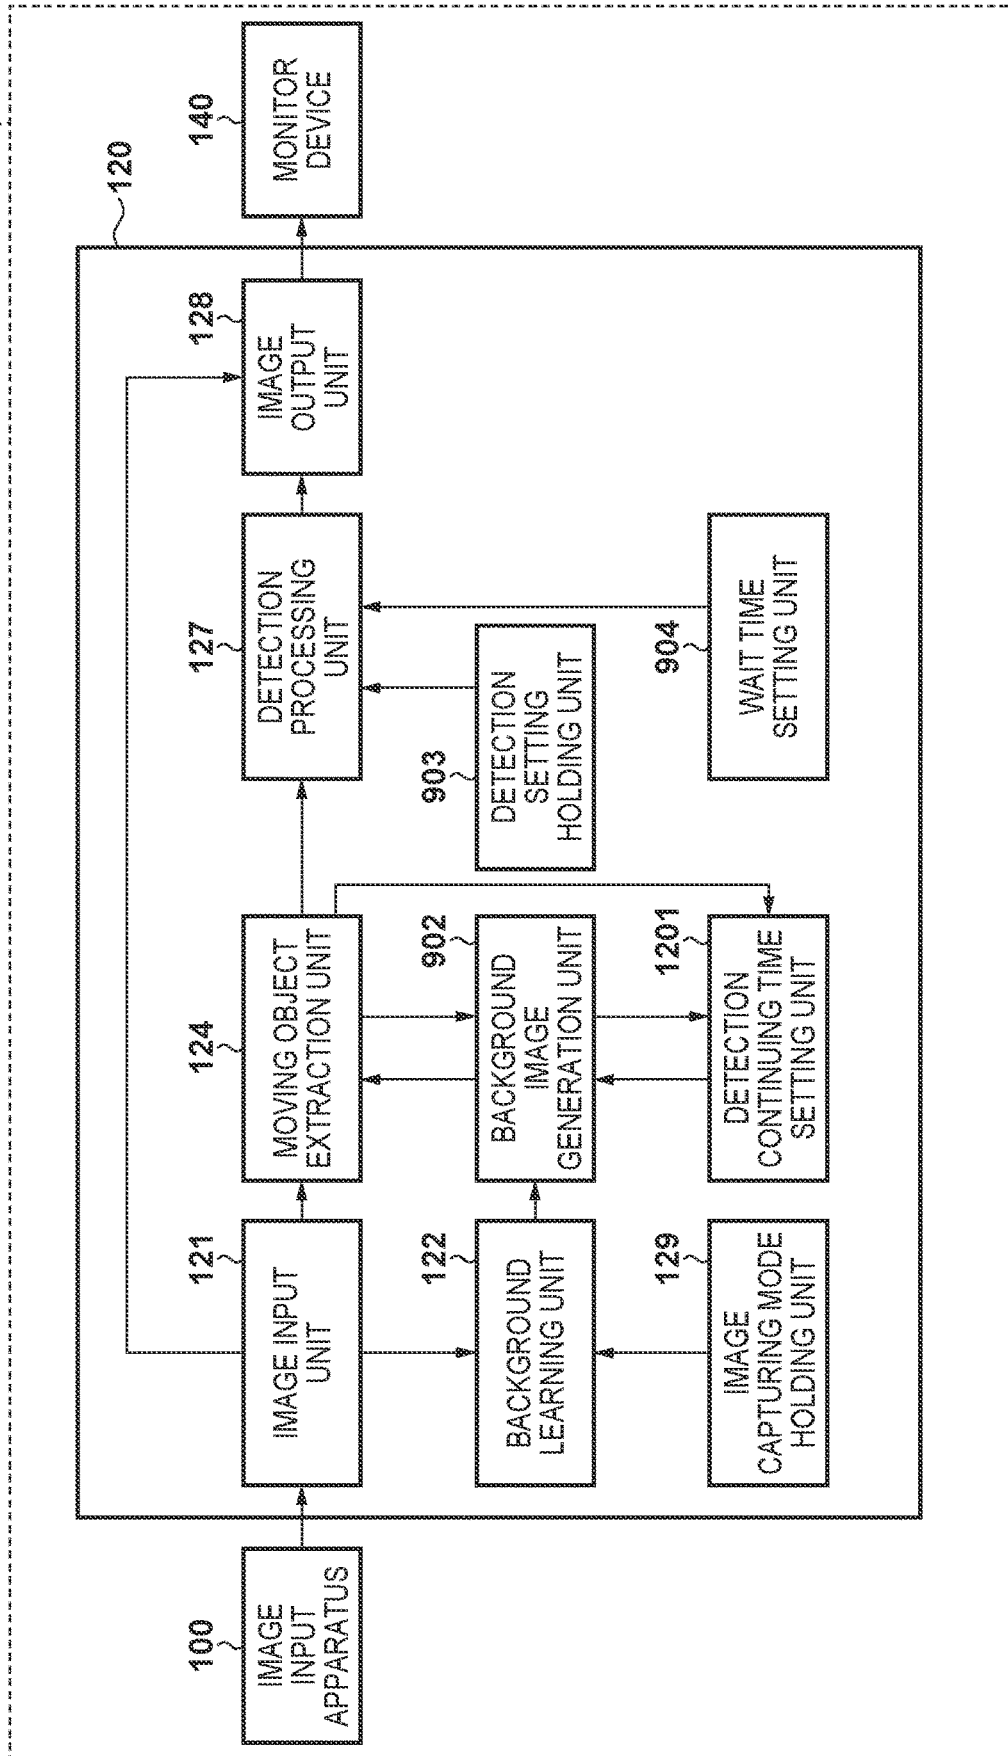 120
100
IMAGE
INPUT
APPARATUS
121
IMAGE INPUT
UNIT
124
MOVING OBJECT
EXTRACTION UNIT
127
DETECTION
PROCESSING
UNIT
128
IMAGE
OUTPUT
UNIT
140
MONITOR
DEVICE
122
BACKGROUND
LEARNING UNIT
902
BACKGROUND
IMAGE
GENERATION UNIT
903
DETECTION
SETTING
HOLDING UNIT
129
IMAGE
CAPTURING MODE
HOLDING UNIT
1201
DETECTION
CONTINUING TIME
SETTING UNIT
904
WAIT TIME
SETTING UNIT